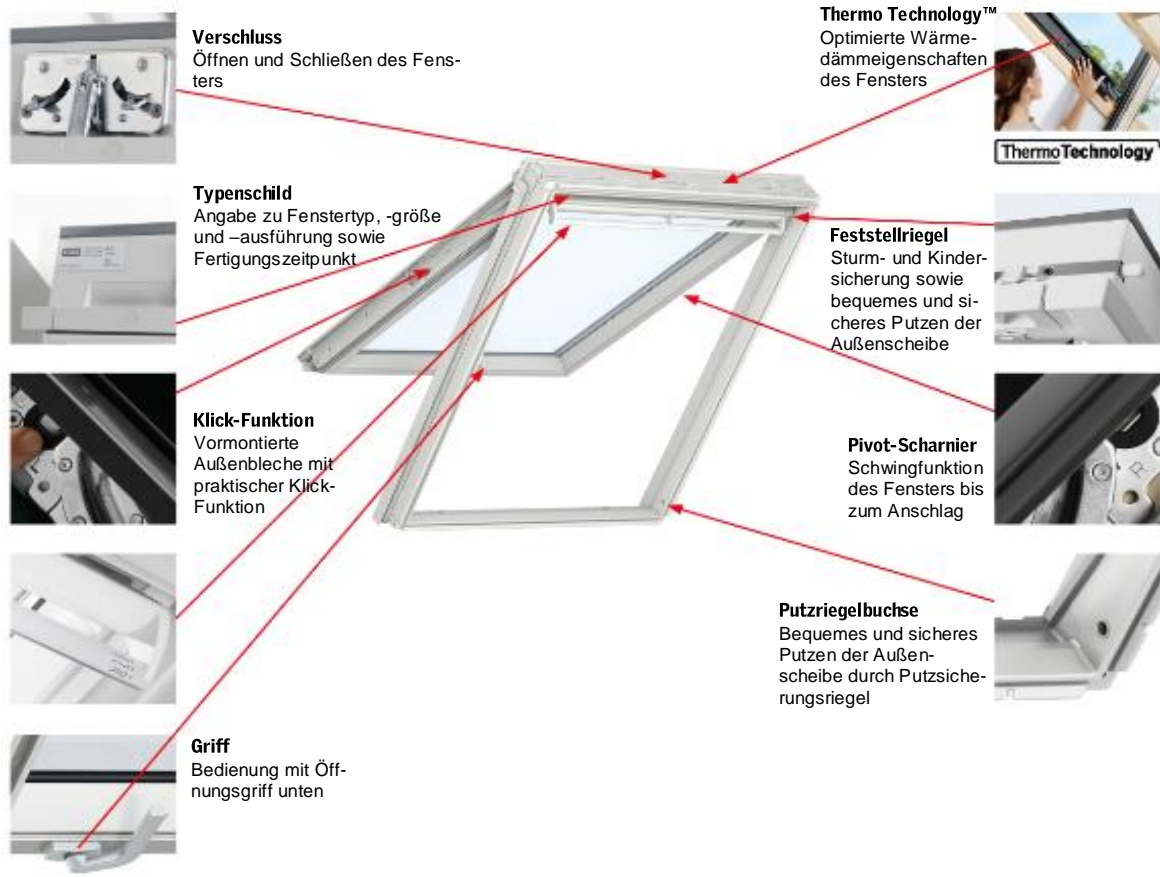 Verschluss
Öffnen und Schließen des Fens-
ters
Typenschild
Angabe zu Fenstertyp, -größe
und –ausführung sowie
Fertigungszeitpunkt
Klick-Funktion
Vormontierte
Außenbleche mit
praktischer Klick-
Funktion
Griff
Bedienung mit Öff-
nungsgriff unten
Thermo Technology™
Optimierte Wärme-
dämmeigenschaften
des Fensters
ThermoTechnology
Feststellriegel
Sturm- und Kinder-
sicherung sowie
bequemes und si-
cheres Putzen der
Außenscheibe
Pivot-Scharnier
Schwingfunktion
des Fensters bis
zum Anschlag
Putzriegelbuchse
Bequemes und sicheres
Putzen der Außen-
scheibe durch Putzsiche-
rungsriegel